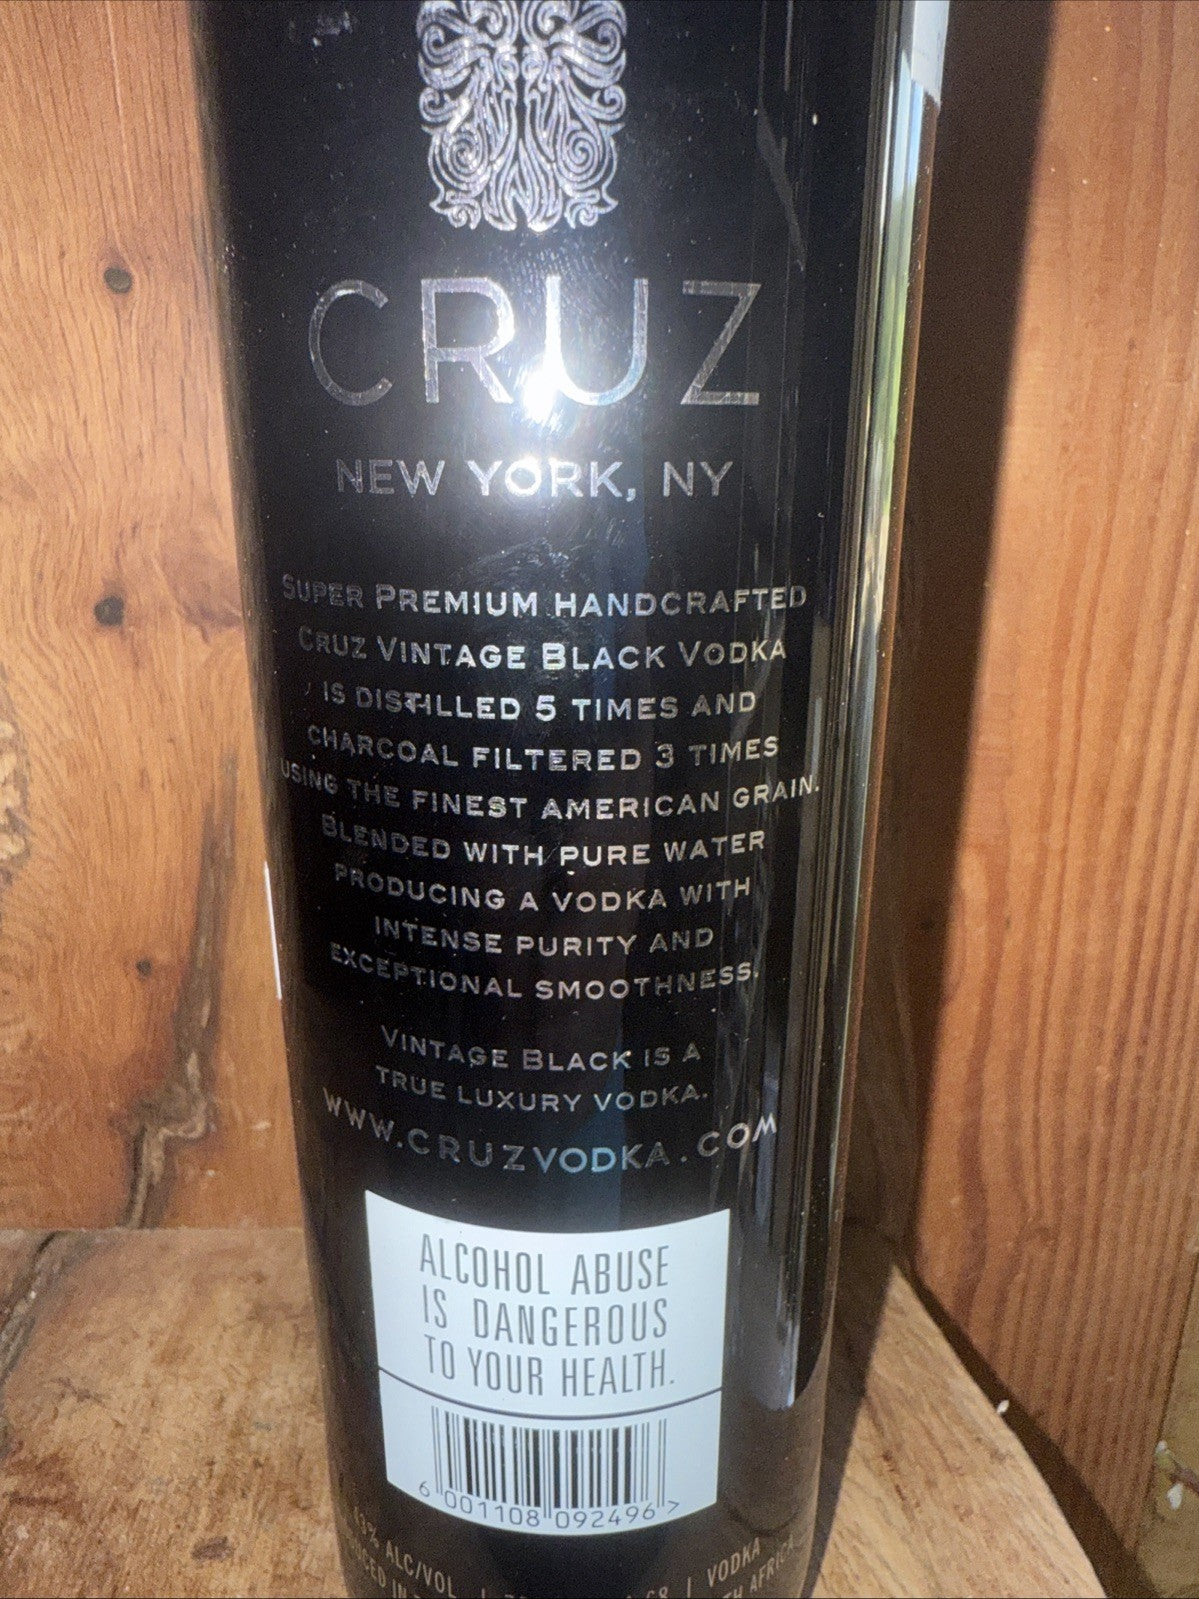 CRUZ
NEW YORK, NY
SUPER PREMIUM HANDCRAFTED
CRUZ VINTAGE BLACK VODKA
IS DISTILLED 5 TIMES AND
CHARCOAL FILTERED 3 TIMES
USING THE FINEST AMERICAN GRAIN.
BLENDED WITH PURE WATER
PRODUCING A VODKA WITH
INTENSE PURITY AND
EXCEPTIONAL SMOOTHNESS.
VINTAGE BLACK IS A
TRUE LUXURY VODKA.
WWW.CRUZVODKA.COM
ALCOHOL ABUSE
IS DANGEROUS
TO YOUR HEALTH.
6 001108 092496 >
% ALC/VOL | | VODKA
AFRICA